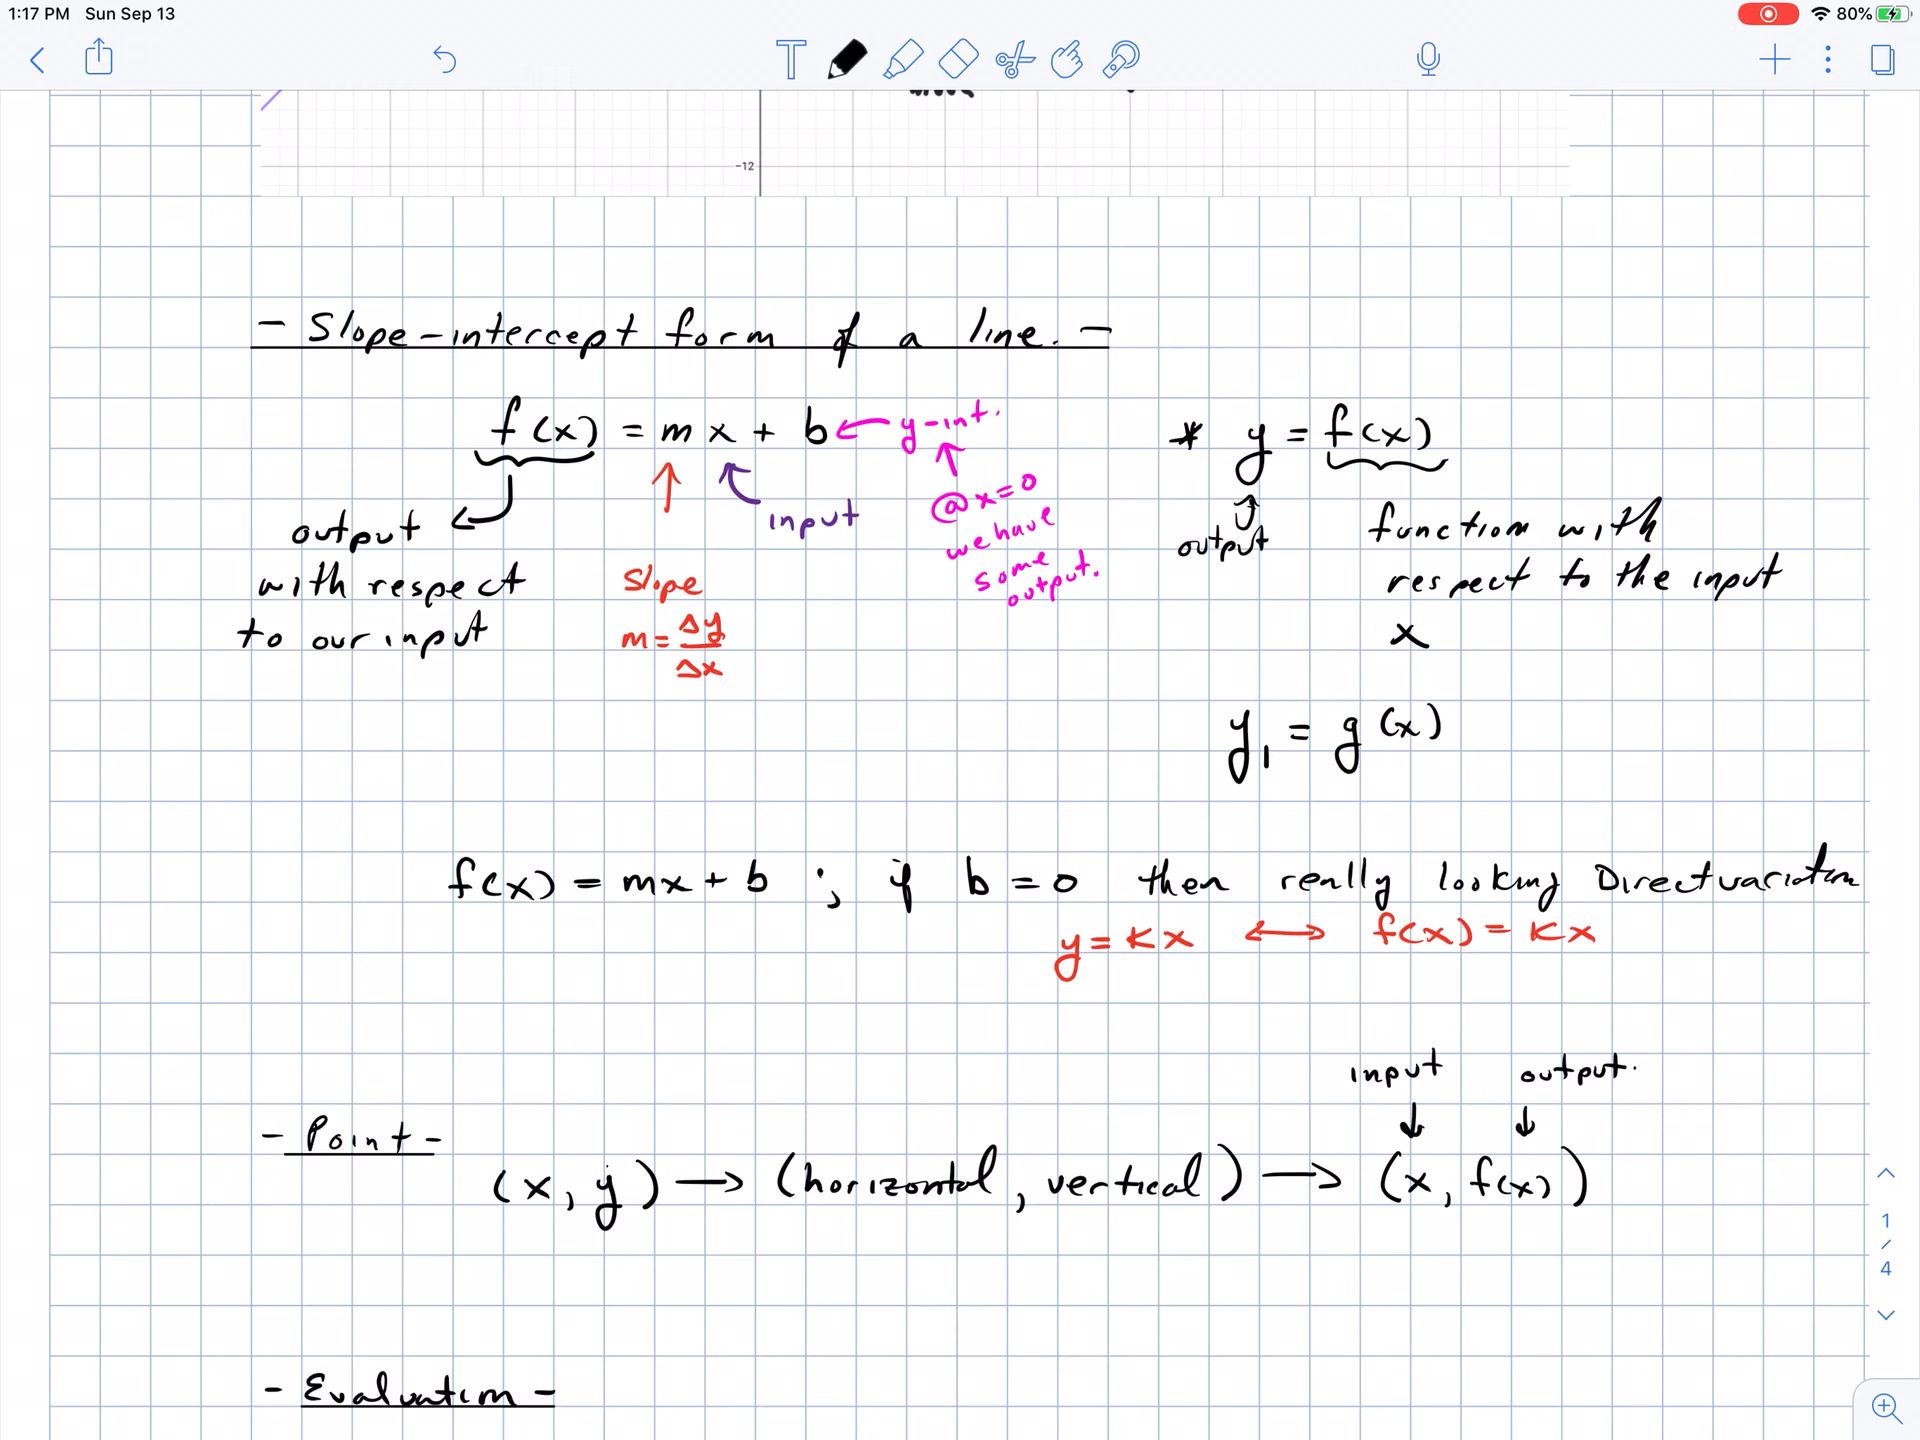 1:17 PM Sun Sep 13
80%
-12
- Slope-intercept form of a line. -
f(x) = mx + b ← y-int.
* y = f(x)
@ x=0
we have
some
output.
input
output
with respect
to our input
Slope
m = Δy/Δx
output
function with
respect to the input
x
y₁ = g(x)
f(x) = mx + b ; if b = 0 then really looking Direct variation
y = Kx ⟷ f(x) = Kx
input output.
- Point -
(x, y) → (horizontal, vertical) → (x, f(x))
1
/
4
- Evaluation -